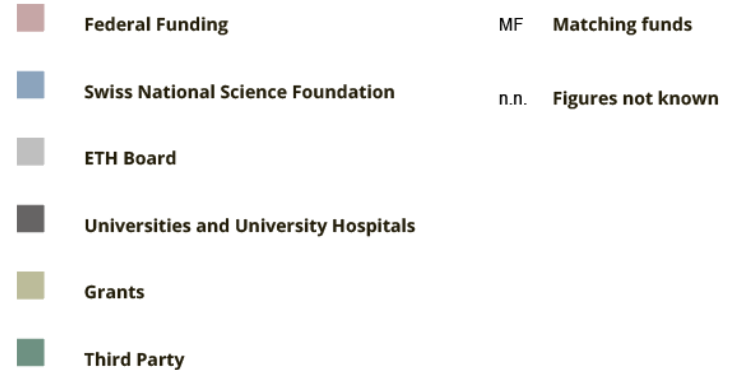 Federal Funding
Swiss National Science Foundation
ETH Board
Universities and University Hospitals
Grants
Third Party
MF Matching funds
n.n. Figures not known